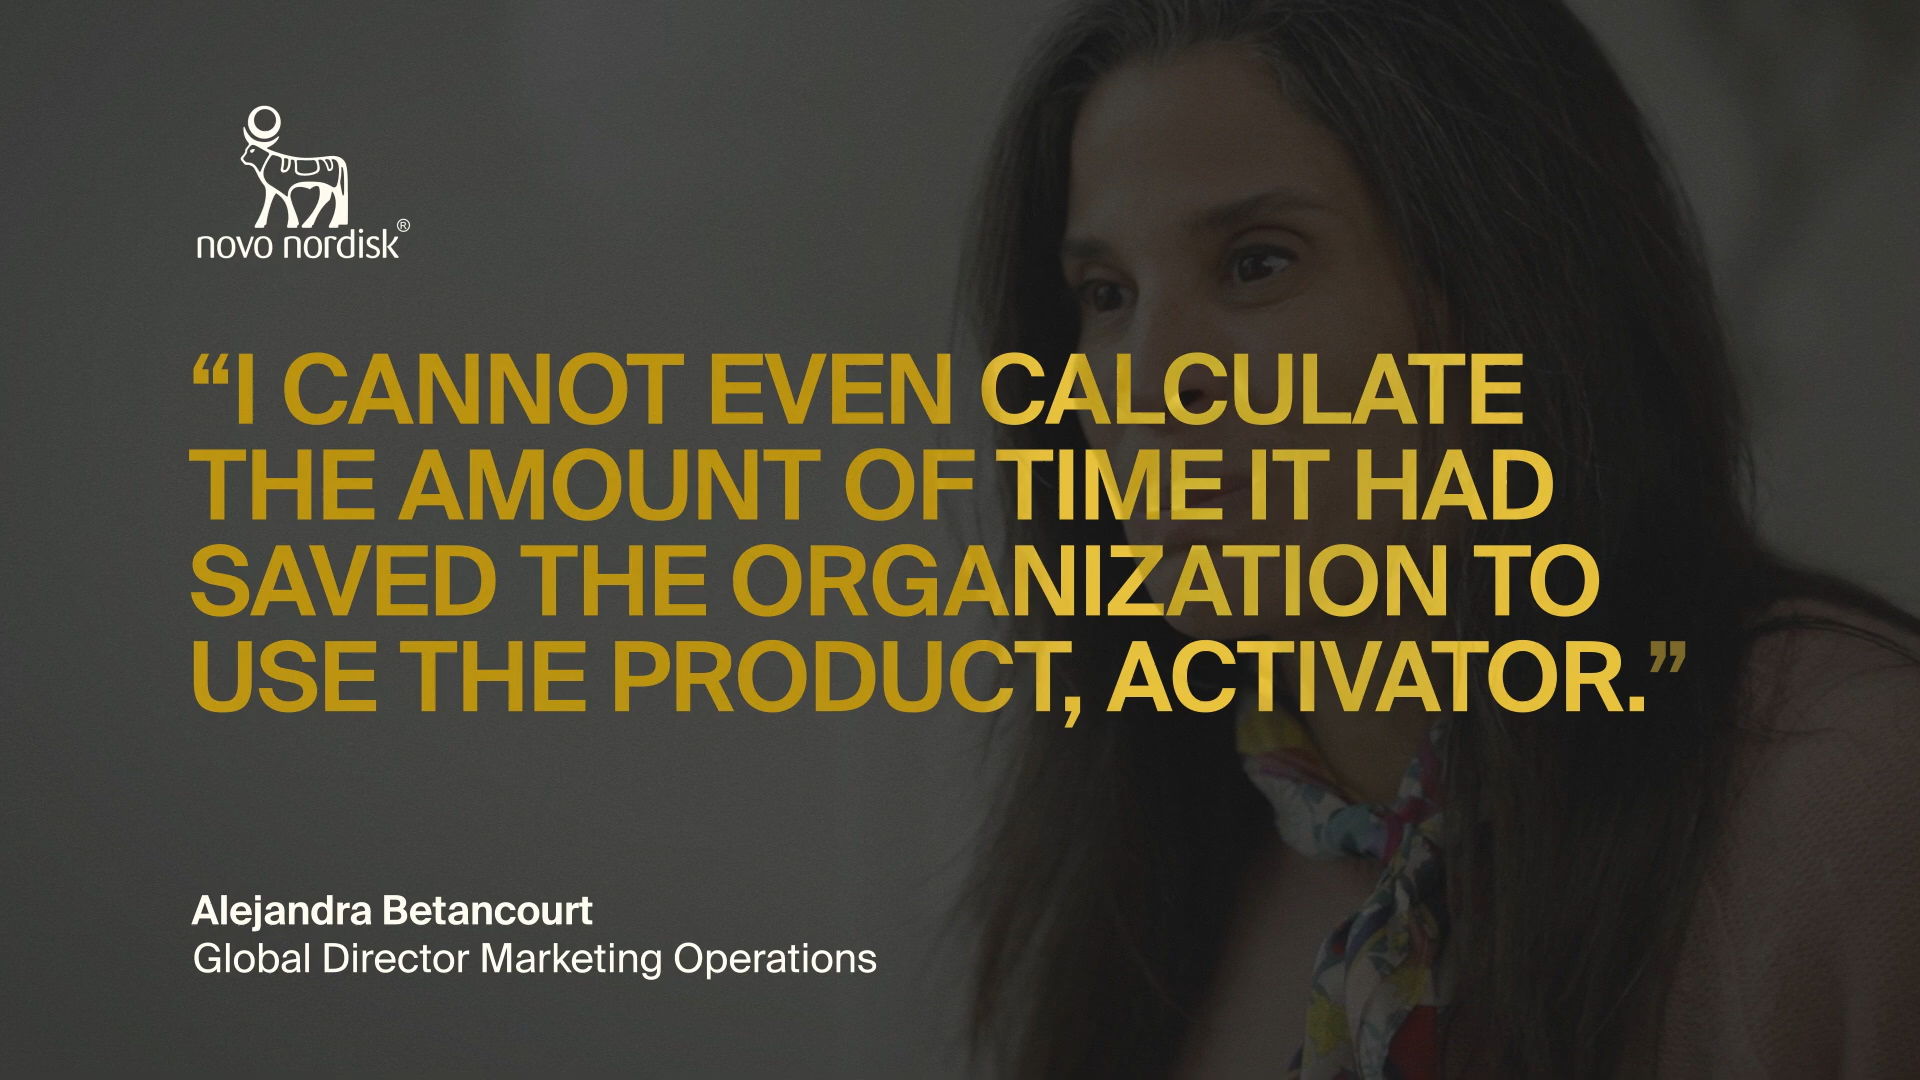 novo nordisk®
“I CANNOT EVEN CALCULATE
THE AMOUNT OF TIME IT HAD
SAVED THE ORGANIZATION TO
USE THE PRODUCT, ACTIVATOR.”
Alejandra Betancourt
Global Director Marketing Operations